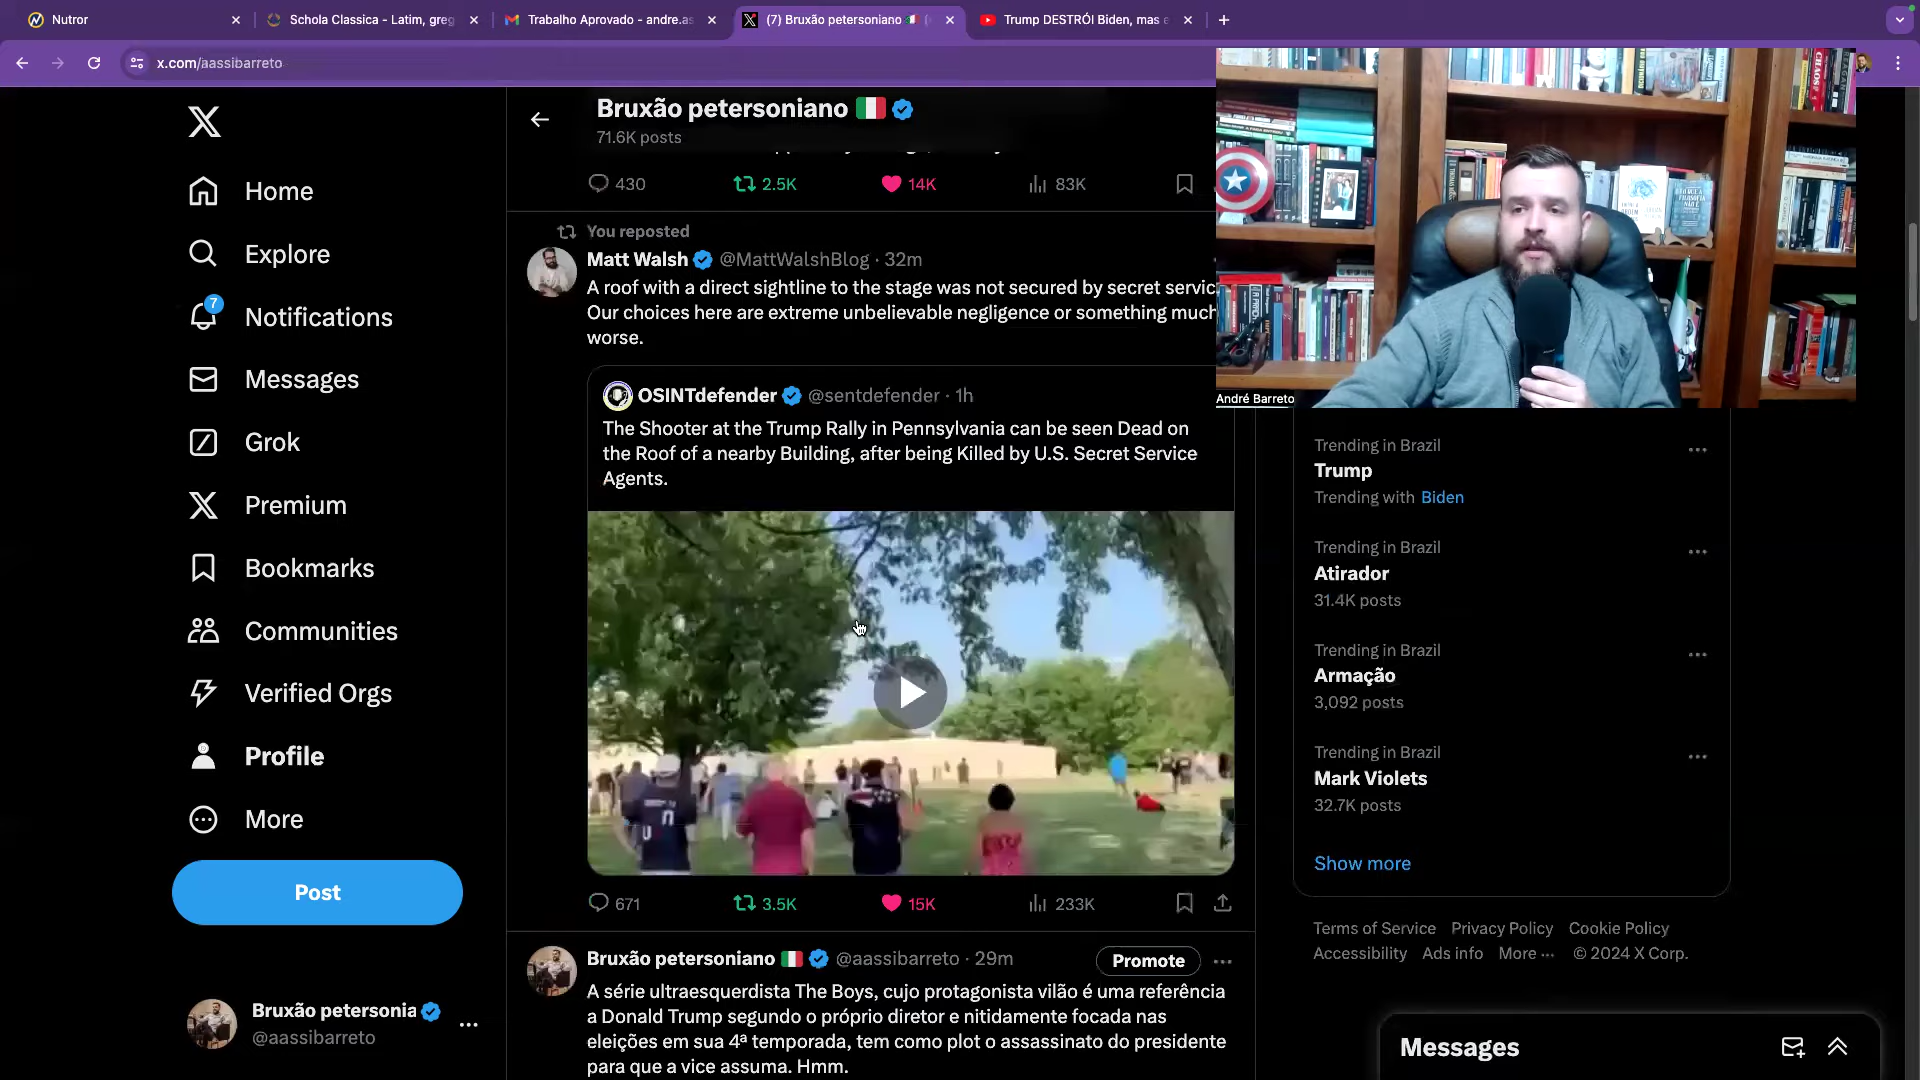 Nutror
Schola Classica - Latim, greg
Trabalho Aprovado - andre.as
(7) Bruxão petersoniano
Trump DESTRÓI Biden, mas e
x.com/aassibarreto
Bruxão petersoniano
71.6K posts
Home
Explore
7
Notifications
Messages
Grok
Premium
Bookmarks
Communities
Verified Orgs
Profile
More
Post
Bruxão petersonia
@aassibarreto
430
2.5K
14K
83K
You reposted
Matt Walsh @MattWalshBlog · 32m
A roof with a direct sightline to the stage was not secured by secret servic
Our choices here are extreme unbelievable negligence or something much
worse.
OSINTdefender @sentdefender · 1h
The Shooter at the Trump Rally in Pennsylvania can be seen Dead on
the Roof of a nearby Building, after being Killed by U.S. Secret Service
Agents.
671
3.5K
15K
233K
Bruxão petersoniano @aassibarreto · 29m
Promote
A série ultraesquerdista The Boys, cujo protagonista vilão é uma referência
a Donald Trump segundo o próprio diretor e nitidamente focada nas
eleições em sua 4ª temporada, tem como plot o assassinato do presidente
para que a vice assuma. Hmm.
André Barreto
Trending in Brazil
Trump
Trending with Biden
Trending in Brazil
Atirador
31.4K posts
Trending in Brazil
Armação
3,092 posts
Trending in Brazil
Mark Violets
32.7K posts
Show more
Terms of Service Privacy Policy Cookie Policy
Accessibility Ads info More ··· © 2024 X Corp.
Messages